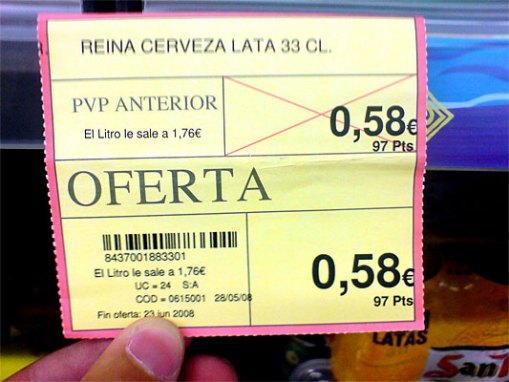 REINA CERVEZA LATA 33 CL.
PVP ANTERIOR
El Litro le sale a 1,76€
0,58€
97 Pts
OFERTA
8437001883301
El Litro le sale a 1,76€
UC = 24 S:A
COD = 0615001 28/05/08
Fin oferta: 23 jun 2008
0,58€
97 Pts
LATAS
San